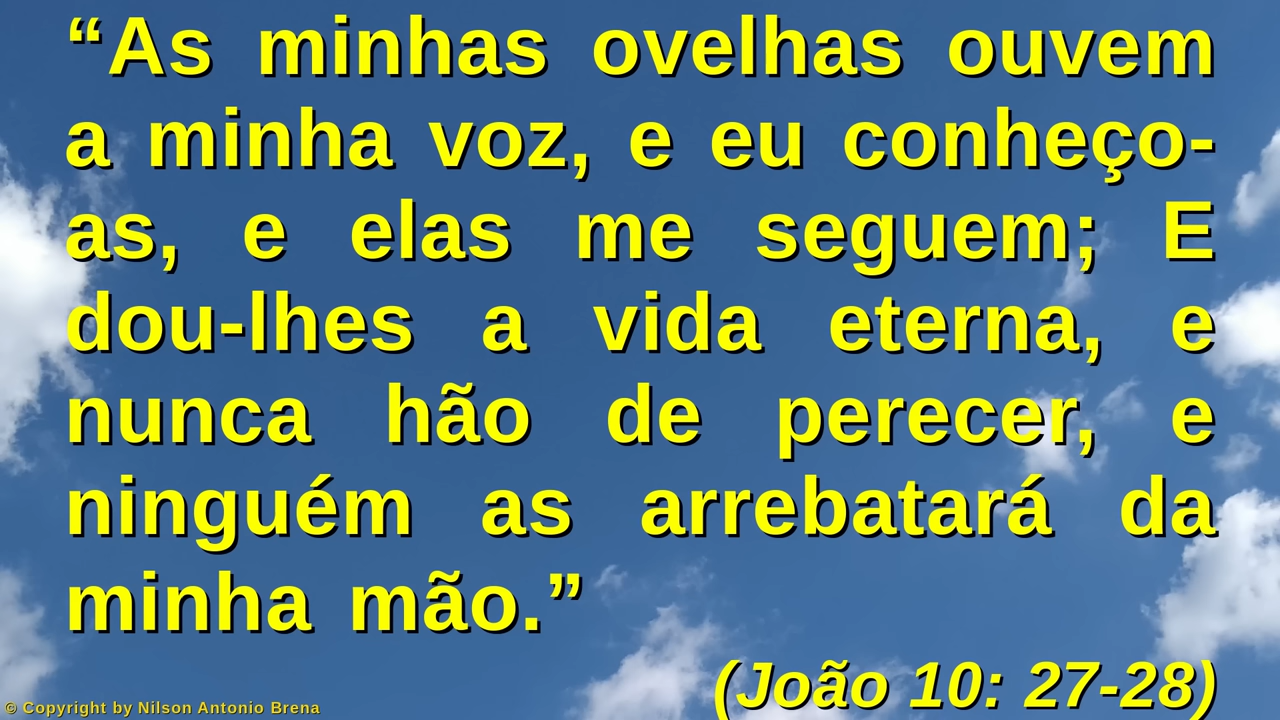 “As minhas ovelhas ouvem
a minha voz, e eu conheço-
as, e elas me seguem; E
dou-lhes a vida eterna, e
nunca hão de perecer, e
ninguém as arrebatará da
minha mão.”
(João 10: 27-28)
© Copyright by Nilson Antonio Brena